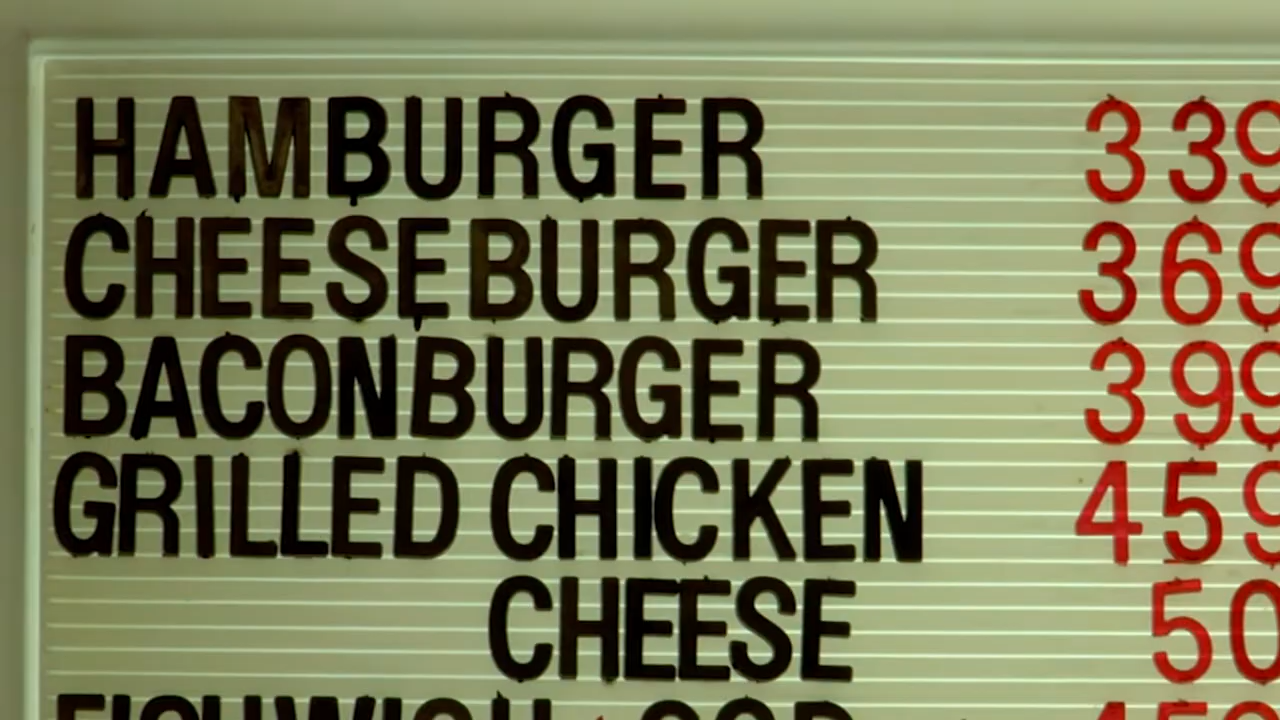 HAMBURGER 339
CHEESEBURGER 369
BACONBURGER 399
GRILLED CHICKEN 459
CHEESE 50